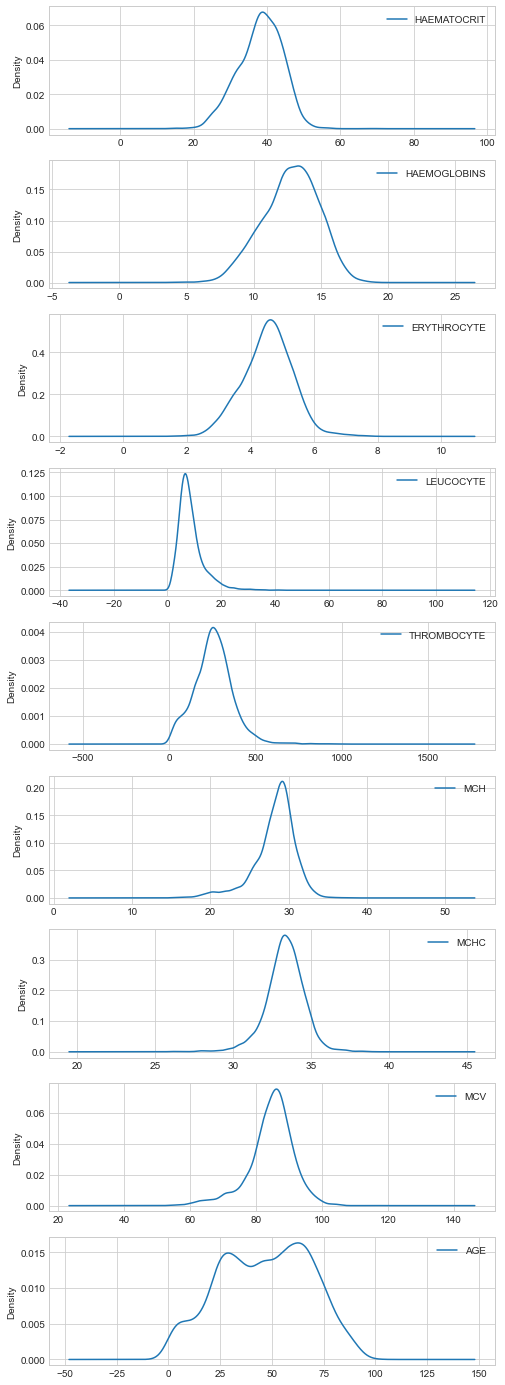 HAEMATOCRIT
Density
0.06
0.04
0.02
0.00
0 20 40 60 80 100
HAEMOGLOBINS
Density
0.15
0.10
0.05
0.00
−5 0 5 10 15 20 25
ERYTHROCYTE
Density
0.4
0.2
0.0
−2 0 2 4 6 8 10
LEUCOCYTE
Density
0.125
0.100
0.075
0.050
0.025
0.000
−40 −20 0 20 40 60 80 100 120
THROMBOCYTE
Density
0.004
0.003
0.002
0.001
0.000
−500 0 500 1000 1500
MCH
Density
0.20
0.15
0.10
0.05
0.00
0 10 20 30 40 50
MCHC
Density
0.3
0.2
0.1
0.0
20 25 30 35 40 45
MCV
Density
0.06
0.04
0.02
0.00
20 40 60 80 100 120 140
AGE
Density
0.015
0.010
0.005
0.000
−50 −25 0 25 50 75 100 125 150